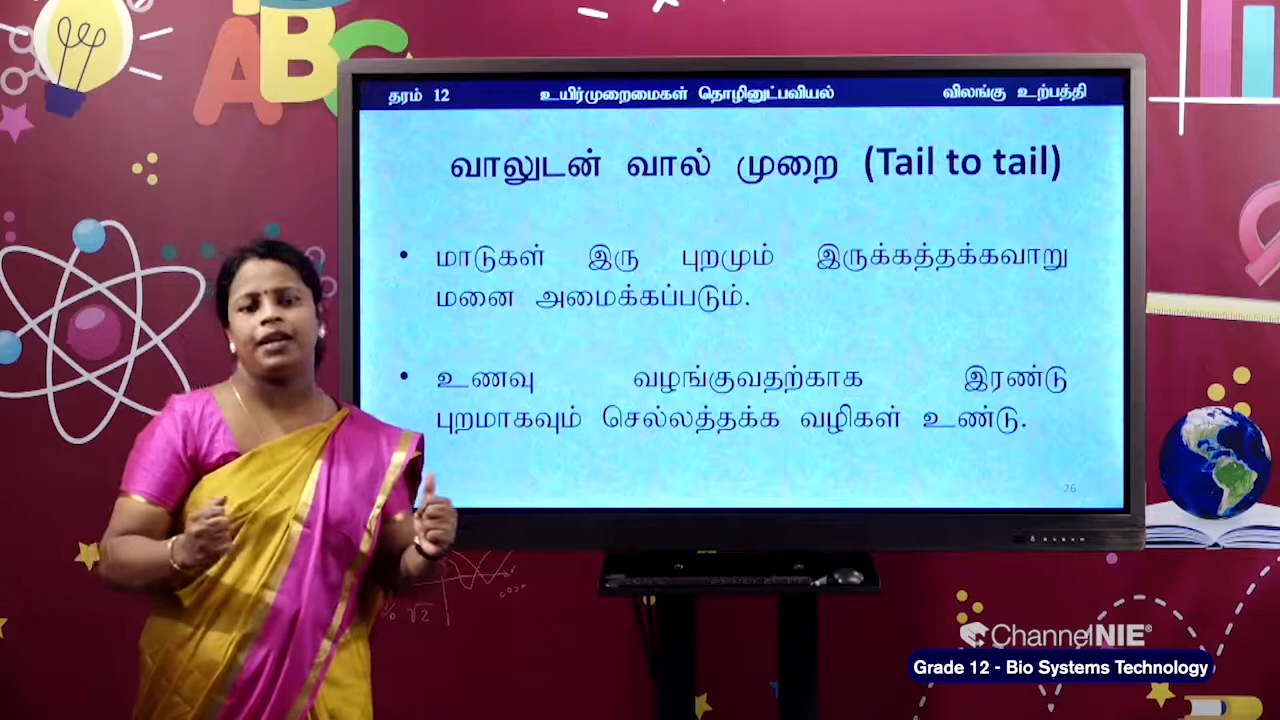 ABC
தரம் 12 உயிர்முறைமைகள் தொழினுட்பவியல் விலங்கு உற்பத்தி
வாலுடன் வால் முறை (Tail to tail)
• மாடுகள் இரு புறமும் இருக்கத்தக்கவாறு
மனை அமைக்கப்படும்.
• உணவு வழங்குவதற்காக இரண்டு
புறமாகவும் செல்லத்தக்க வழிகள் உண்டு.
26
√2
ChannelNIE®
Grade 12 - Bio Systems Technology